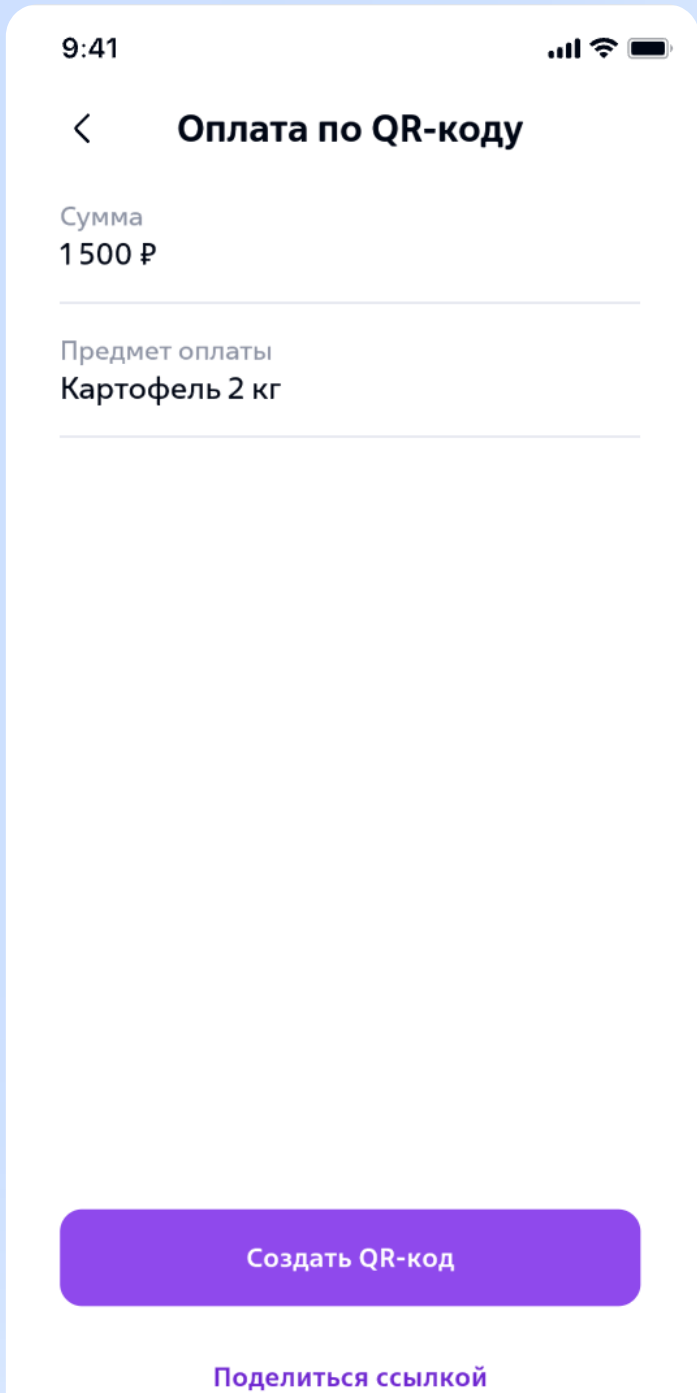 9:41
Оплата по QR-коду
Сумма
1 500 ₽
Предмет оплаты
Картофель 2 кг
Создать QR-код
Поделиться ссылкой